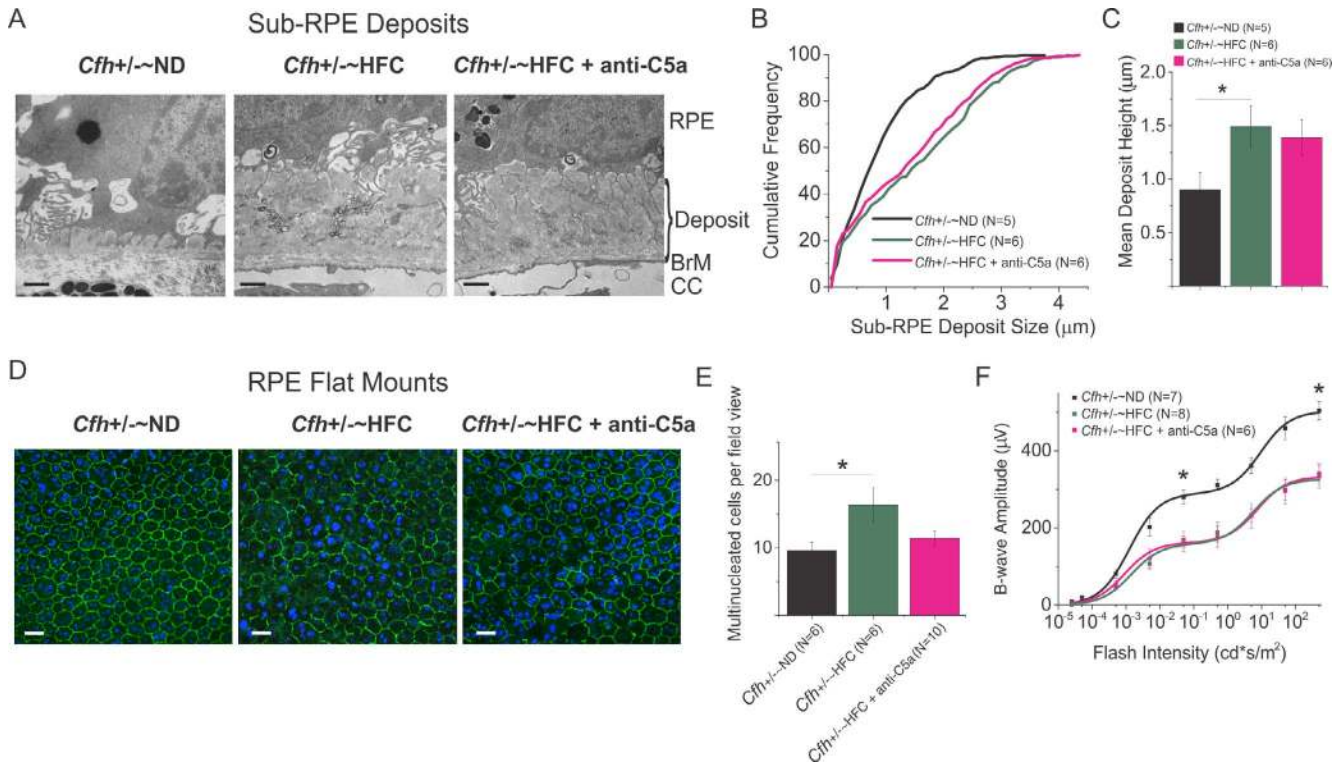 A
Sub-RPE Deposits
Cfh+/-~ND
Cfh+/-~HFC
Cfh+/-~HFC + anti-C5a
RPE
Deposit
BrM
CC
B
100
80
60
40
20
0
Cumulative Frequency
Cfh+/-~ND (N=5)
Cfh+/-~HFC (N=6)
Cfh+/-~HFC + anti-C5a (N=6)
1
2
3
4
Sub-RPE Deposit Size (μm)
C
Cfh+/-~ND (N=5)
Cfh+/-~HFC (N=6)
Cfh+/-~HFC + anti-C5a (N=6)
2.0
1.5
1.0
0.5
Mean Deposit Height (μm)
*
D
RPE Flat Mounts
Cfh+/-~ND
Cfh+/-~HFC
Cfh+/-~HFC + anti-C5a
E
Multinucleated cells per field view
20
10
*
Cfh+/-~ND (N=6)
Cfh+/-~HFC (N=6)
Cfh+/-~HFC + anti-C5a (N=10)
F
Cfh+/-~ND (N=7)
Cfh+/-~HFC (N=8)
Cfh+/-~HFC + anti-C5a (N=6)
*
*
B-wave Amplitude (μV)
400
200
0
10⁻⁵ 10⁻⁴ 10⁻³ 10⁻² 10⁻¹ 10⁰ 10¹ 10²
Flash Intensity (cd*s/m²)